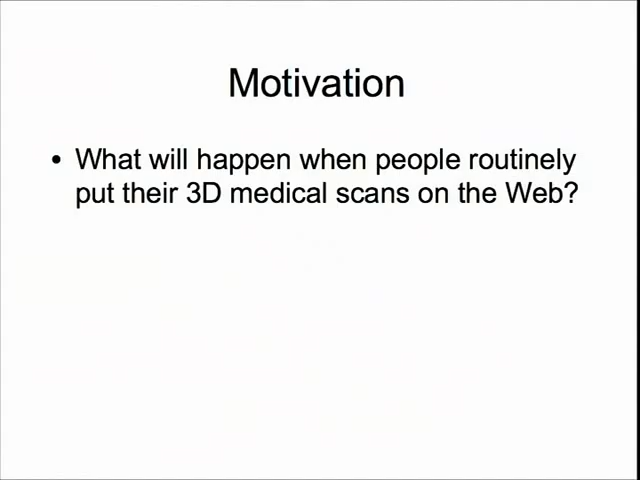 Motivation
• What will happen when people routinely
put their 3D medical scans on the Web?